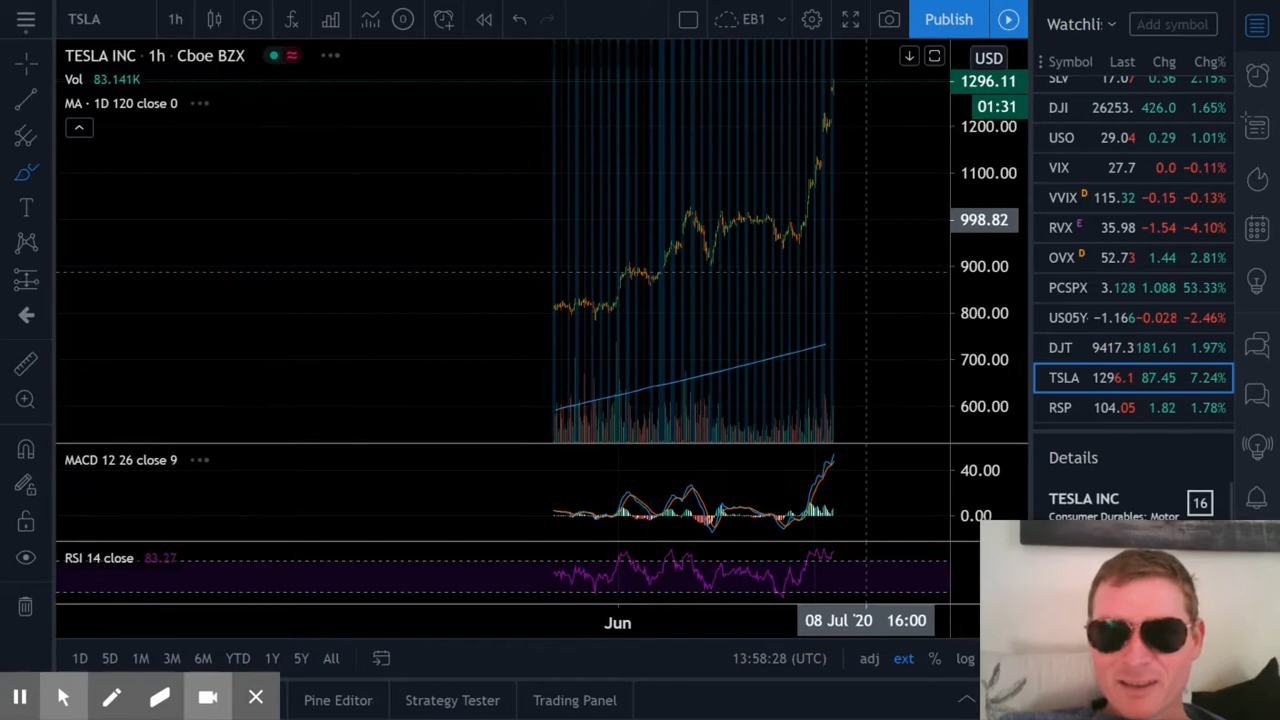 TSLA 1h EB1 Publish
TESLA INC · 1h · Cboe BZX
Vol 83.141K
MA · 1D 120 close 0
USD
1296.11
01:31
1200.00
1100.00
998.82
900.00
800.00
700.00
600.00
MACD 12 26 close 9
40.00
0.00
RSI 14 close 83.27
Jun
08 Jul '20 16:00
1D 5D 1M 3M 6M YTD 1Y 5Y All
13:58:28 (UTC) adj ext % log
Pine Editor Strategy Tester Trading Panel
Watchli: Add symbol
Symbol Last Chg Chg%
SLV 17.07 0.36 2.15%
DJI 26253. 426.0 1.65%
USO 29.04 0.29 1.01%
VIX 27.7 0.0 −0.11%
VVIX D 115.32 −0.15 −0.13%
RVX E 35.98 −1.54 −4.10%
OVX D 52.73 1.44 2.81%
PCSPX 3.128 1.088 53.33%
US05Y- −1.166 −0.028 −2.46%
DJT 9417.3 181.61 1.97%
TSLA 1296.1 87.45 7.24%
RSP 104.05 1.82 1.78%
Details
TESLA INC 16
Consumer Durables: Motor